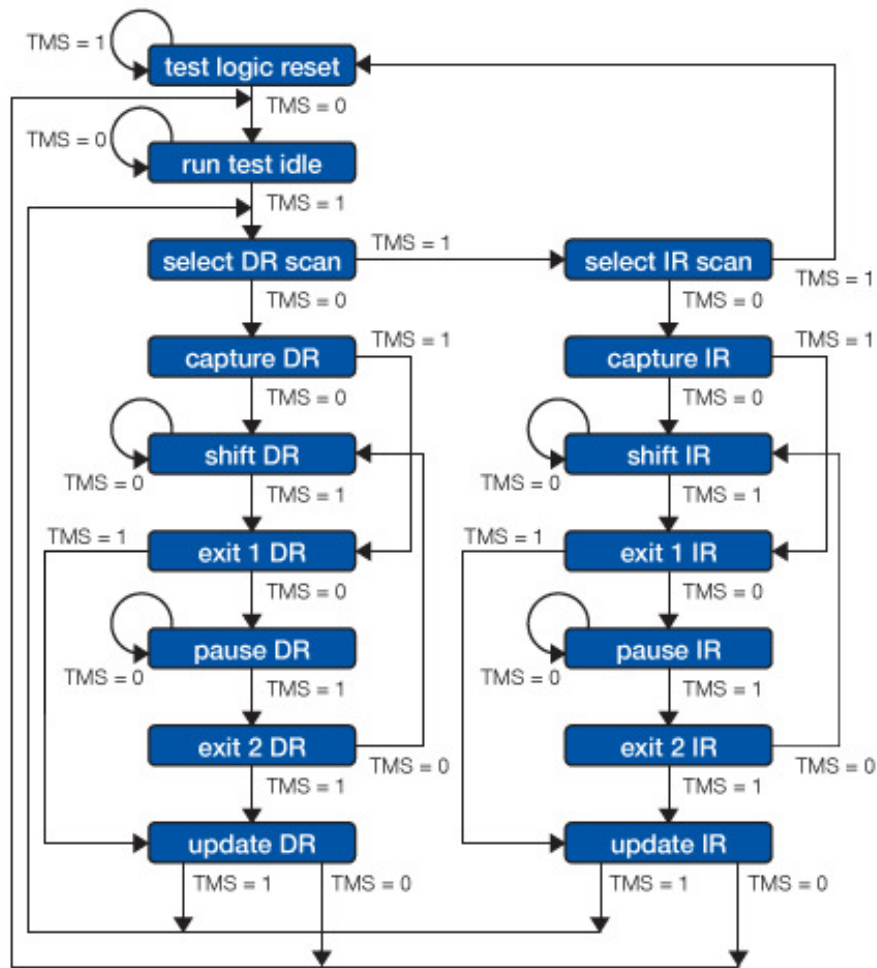 TMS = 1
test logic reset
TMS = 0
TMS = 0
run test idle
TMS = 1
select DR scan
TMS = 1
select IR scan
TMS = 1
TMS = 0
TMS = 0
capture DR
TMS = 1
capture IR
TMS = 1
TMS = 0
TMS = 0
shift DR
shift IR
TMS = 0
TMS = 1
TMS = 0
TMS = 1
TMS = 1
exit 1 DR
TMS = 1
exit 1 IR
TMS = 0
TMS = 0
pause DR
pause IR
TMS = 0
TMS = 1
TMS = 0
TMS = 1
exit 2 DR
TMS = 0
exit 2 IR
TMS = 0
TMS = 1
TMS = 1
update DR
update IR
TMS = 1
TMS = 0
TMS = 1
TMS = 0